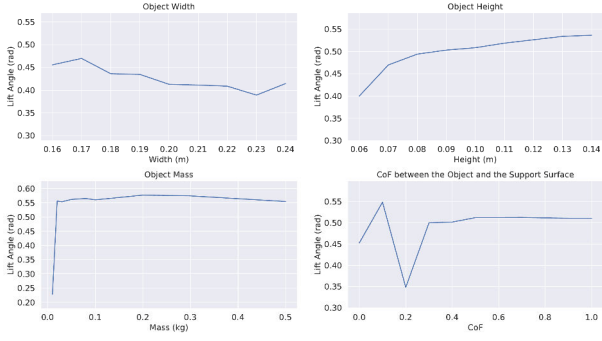 Object Width
0.55
0.50
0.45
0.40
0.35
0.30
Lift Angle (rad)
0.16 0.17 0.18 0.19 0.20 0.21 0.22 0.23 0.24
Width (m)
Object Height
0.55
0.50
0.45
0.40
0.35
0.30
Lift Angle (rad)
0.06 0.07 0.08 0.09 0.10 0.11 0.12 0.13 0.14
Height (m)
Object Mass
0.60
0.55
0.50
0.45
0.40
0.35
0.30
0.25
0.20
Lift Angle (rad)
0.0 0.1 0.2 0.3 0.4 0.5
Mass (kg)
CoF between the Object and the Support Surface
0.55
0.50
0.45
0.40
0.35
0.30
Lift Angle (rad)
0.0 0.2 0.4 0.6 0.8 1.0
CoF